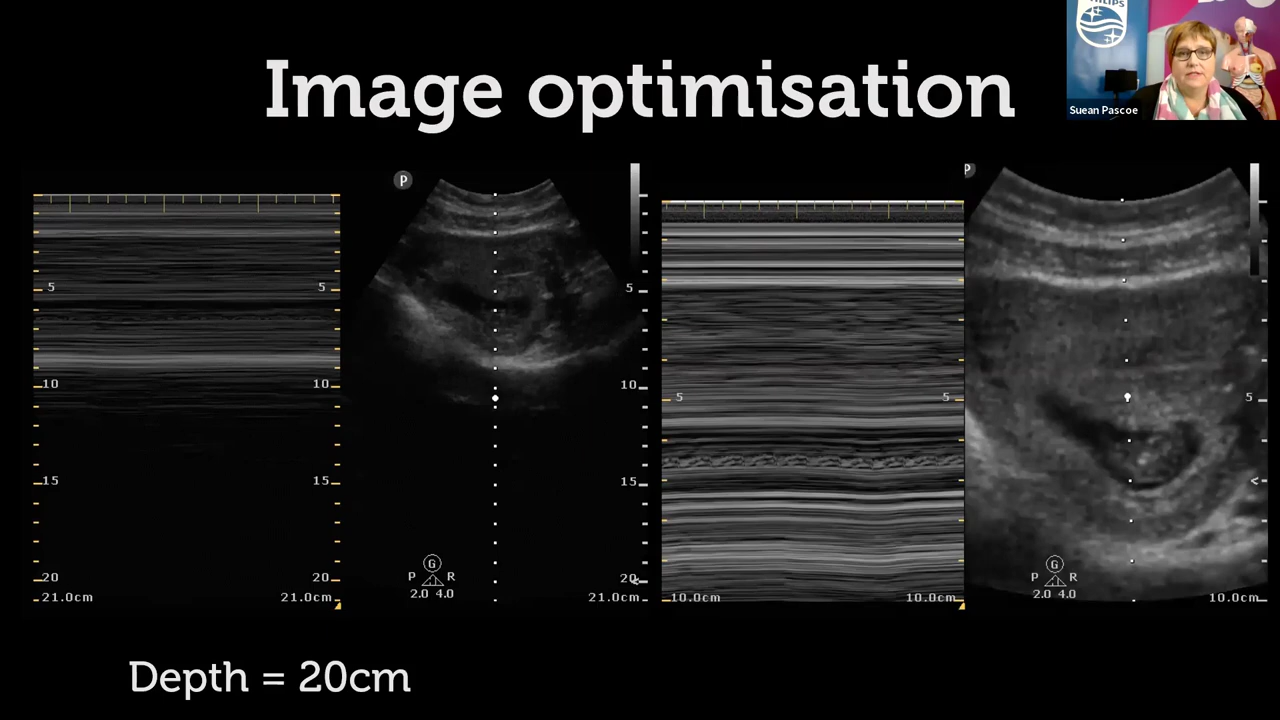 Image optimisation
PHILIPS
Suean Pascoe
P
5
5
10
10
15
15
20
20
21.0cm
21.0cm
5
10
15
20
G
P R
2.0 4.0
21.0cm
5
5
10.0cm
10.0cm
P
5
G
P R
2.0 4.0
10.0cm
Depth = 20cm